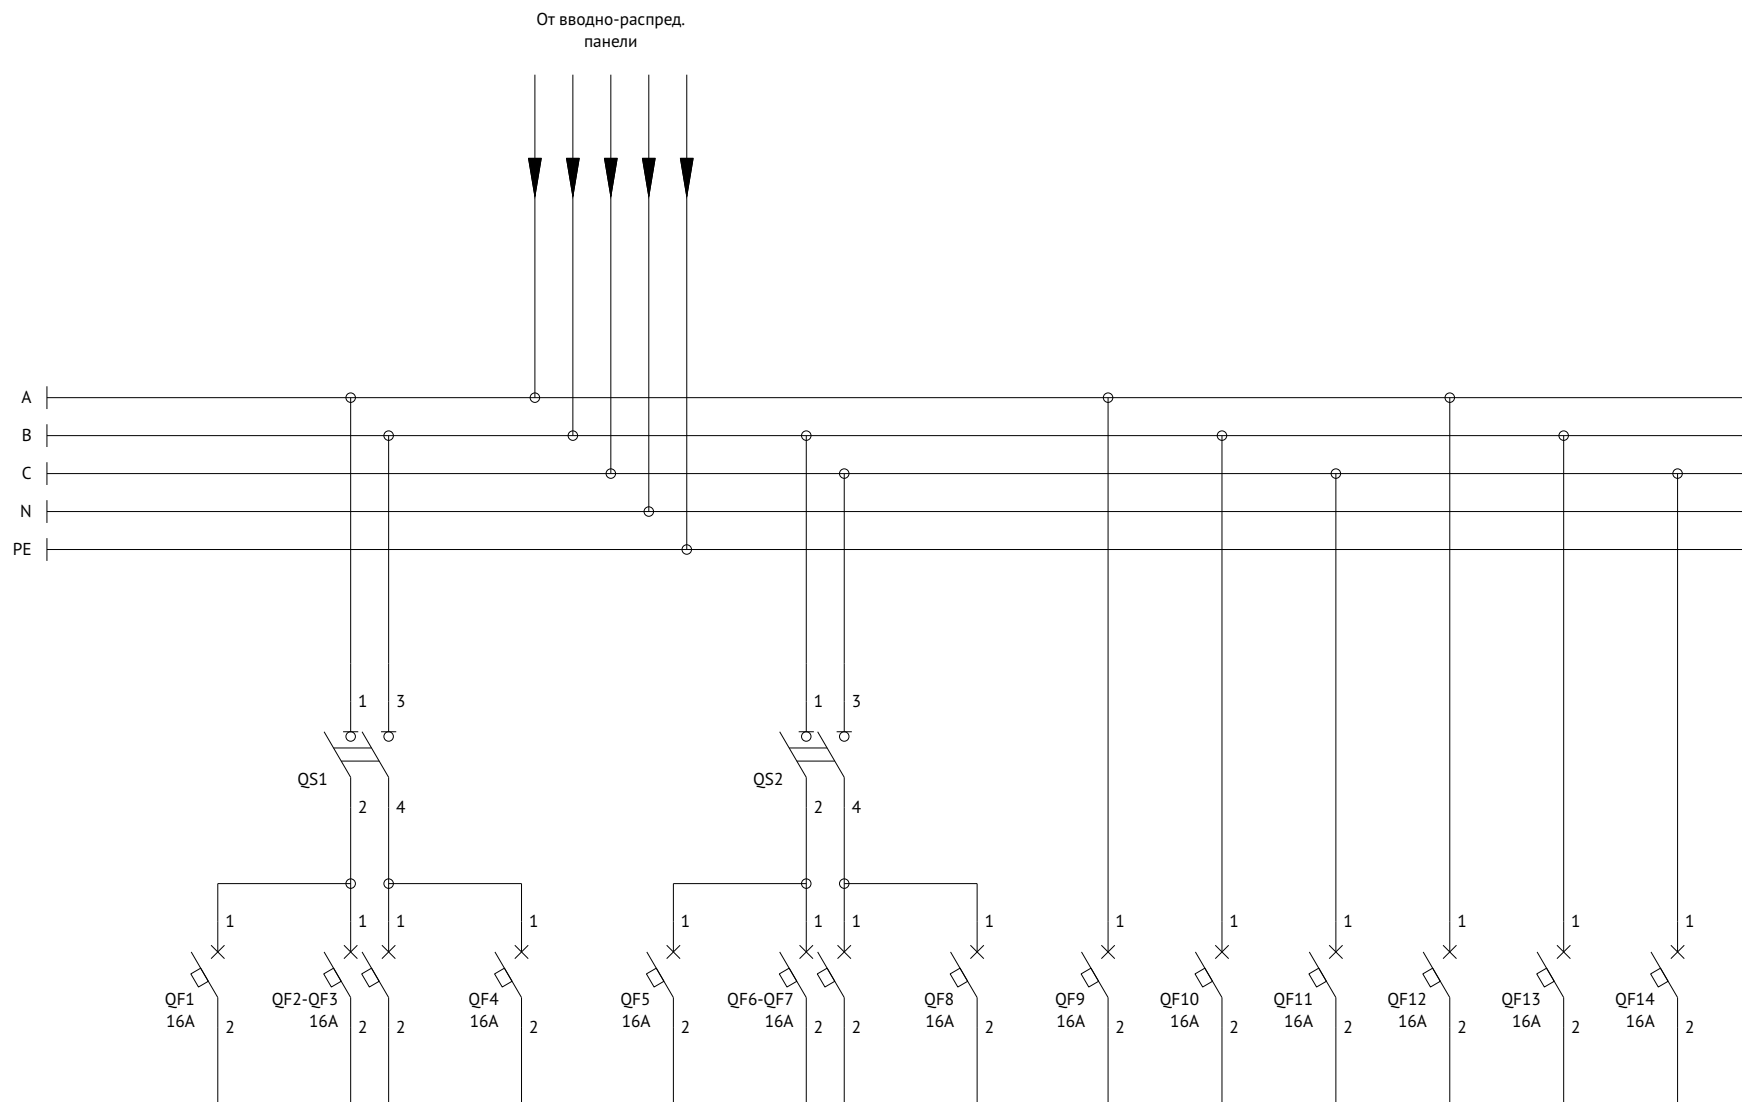 От вводно-распред.
панели
A
B
C
N
PE
1 3 1 3
QS1 QS2
2 4 2 4
1 1 1 1 1 1 1 1 1 1 1 1 1 1
QF1 QF2-QF3 QF4 QF5 QF6-QF7 QF8 QF9 QF10 QF11 QF12 QF13 QF14
16A 16A 16A 16A 16A 16A 16A 16A 16A 16A 16A 16A
2 2 2 2 2 2 2 2 2 2 2 2 2 2